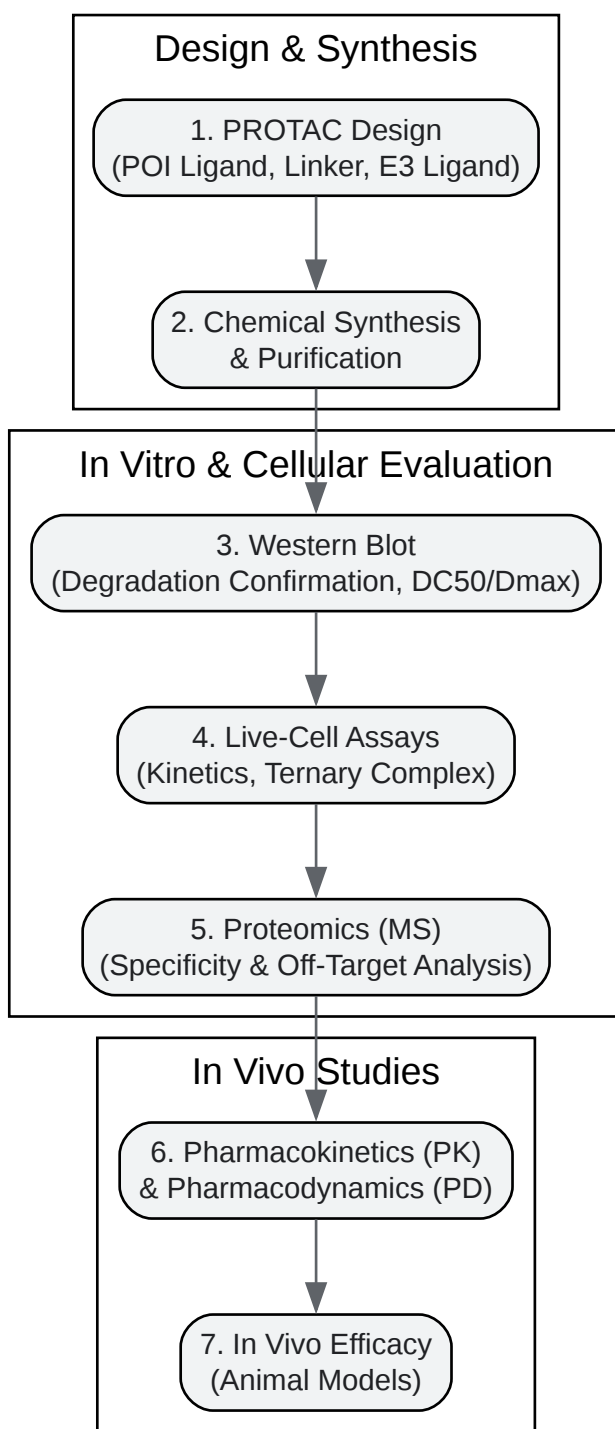 Design & Synthesis
1. PROTAC Design
(POI Ligand, Linker, E3 Ligand)
2. Chemical Synthesis
& Purification
In Vitro & Cellular Evaluation
3. Western Blot
(Degradation Confirmation, DC50/Dmax)
4. Live-Cell Assays
(Kinetics, Ternary Complex)
5. Proteomics (MS)
(Specificity & Off-Target Analysis)
In Vivo Studies
6. Pharmacokinetics (PK)
& Pharmacodynamics (PD)
7. In Vivo Efficacy
(Animal Models)